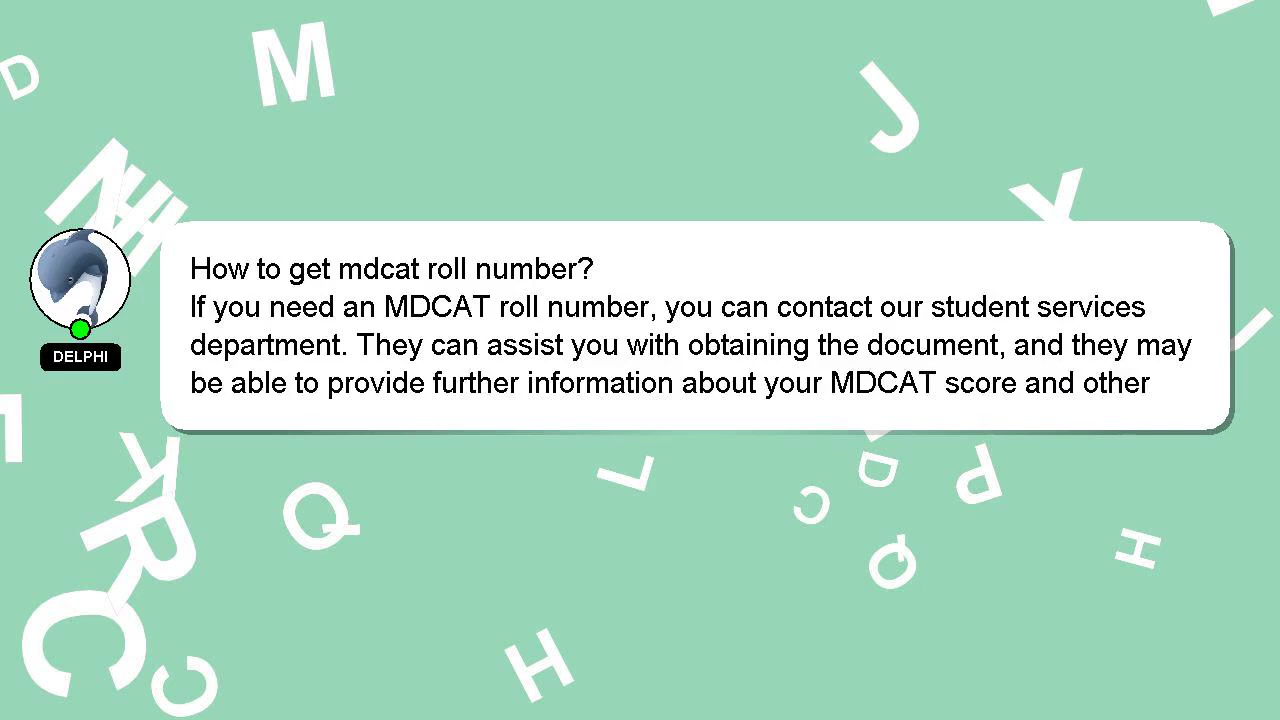 How to get mdcat roll number?
If you need an MDCAT roll number, you can contact our student services
department. They can assist you with obtaining the document, and they may
be able to provide further information about your MDCAT score and other
DELPHI
D
M
J
N
H
X
K
R
C
C
Q
L
C
D
P
Q
H
H